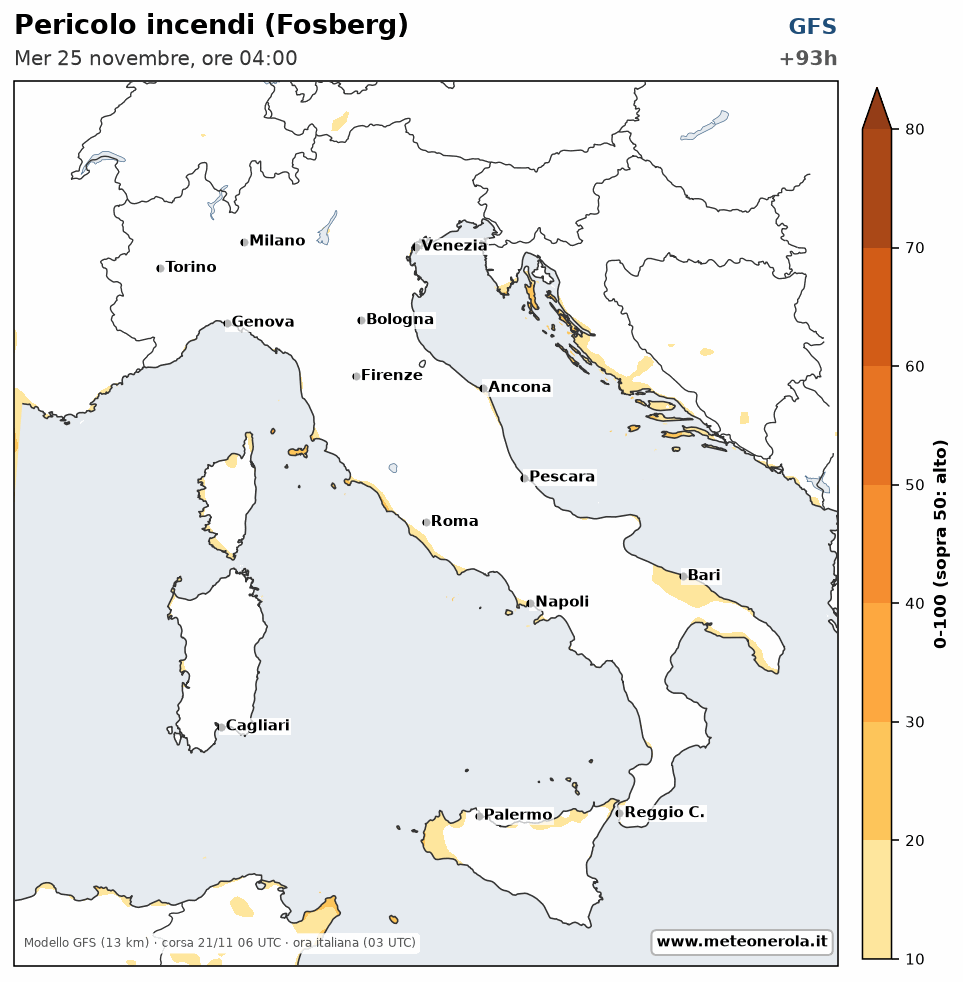 Pericolo incendi (Fosberg)
GFS
Mer 25 novembre, ore 04:00
+93h
80
70
60
50
40
30
20
10
0-100 (sopra 50: alto)
Milano
Venezia
Torino
Genova
Bologna
Firenze
Ancona
Pescara
Roma
Bari
Napoli
Cagliari
Palermo
Reggio C.
Modello GFS (13 km) · corsa 21/11 06 UTC · ora italiana (03 UTC)
www.meteonerola.it